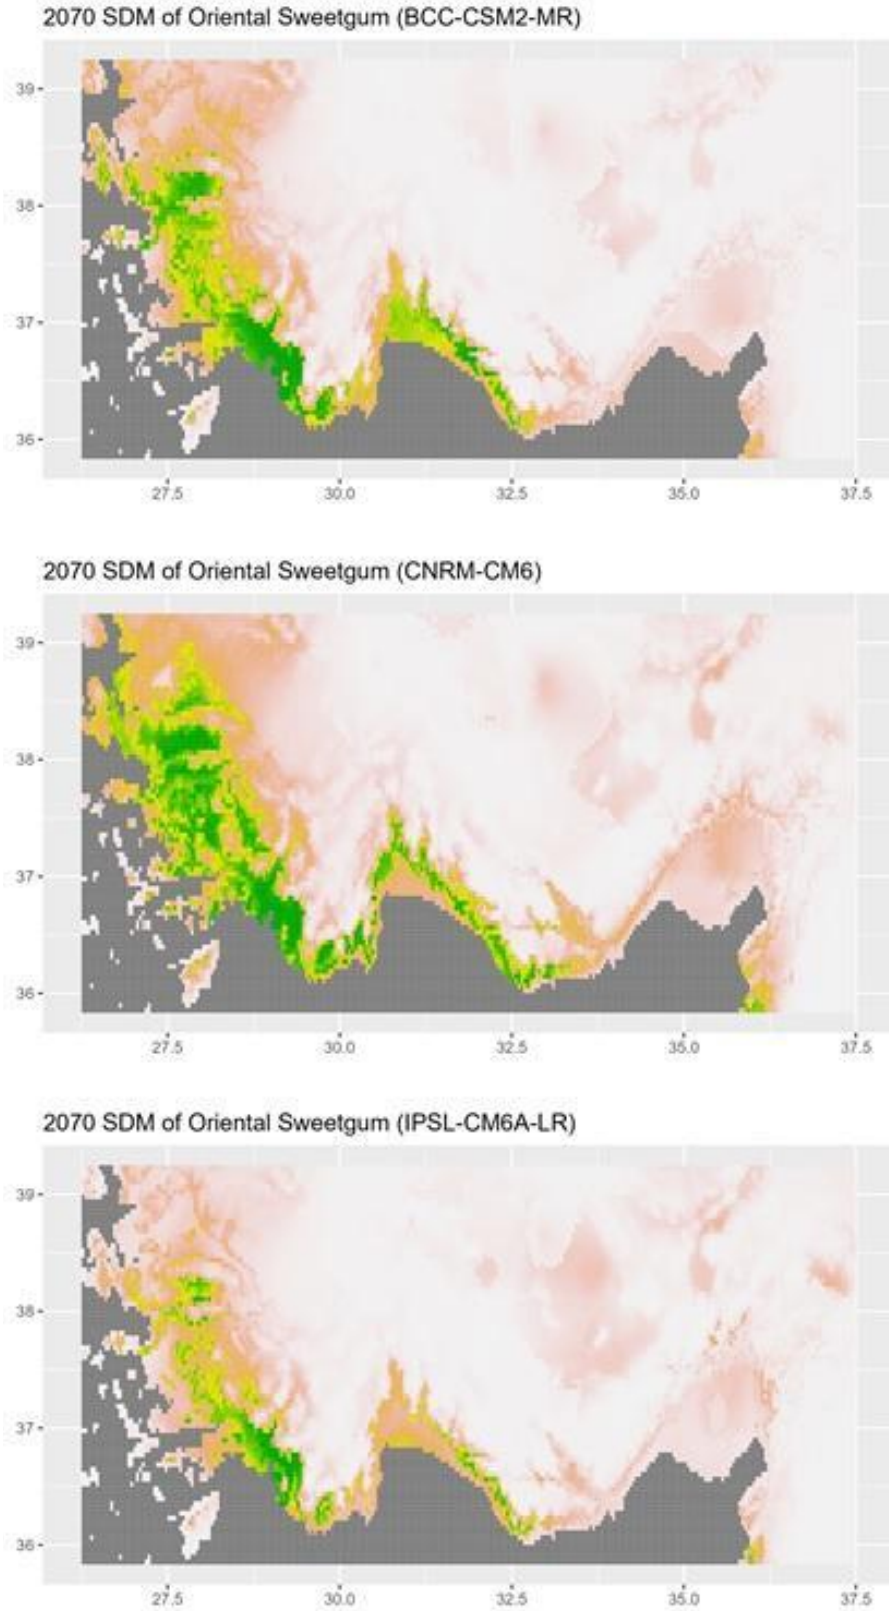 2070 SDM of Oriental Sweetgum (BCC-CSM2-MR)
39
38
37
36
27.5 30.0 32.5 35.0 37.5
2070 SDM of Oriental Sweetgum (CNRM-CM6)
39
38
37
36
27.5 30.0 32.5 35.0 37.5
2070 SDM of Oriental Sweetgum (IPSL-CM6A-LR)
39
38
37
36
27.5 30.0 32.5 35.0 37.5